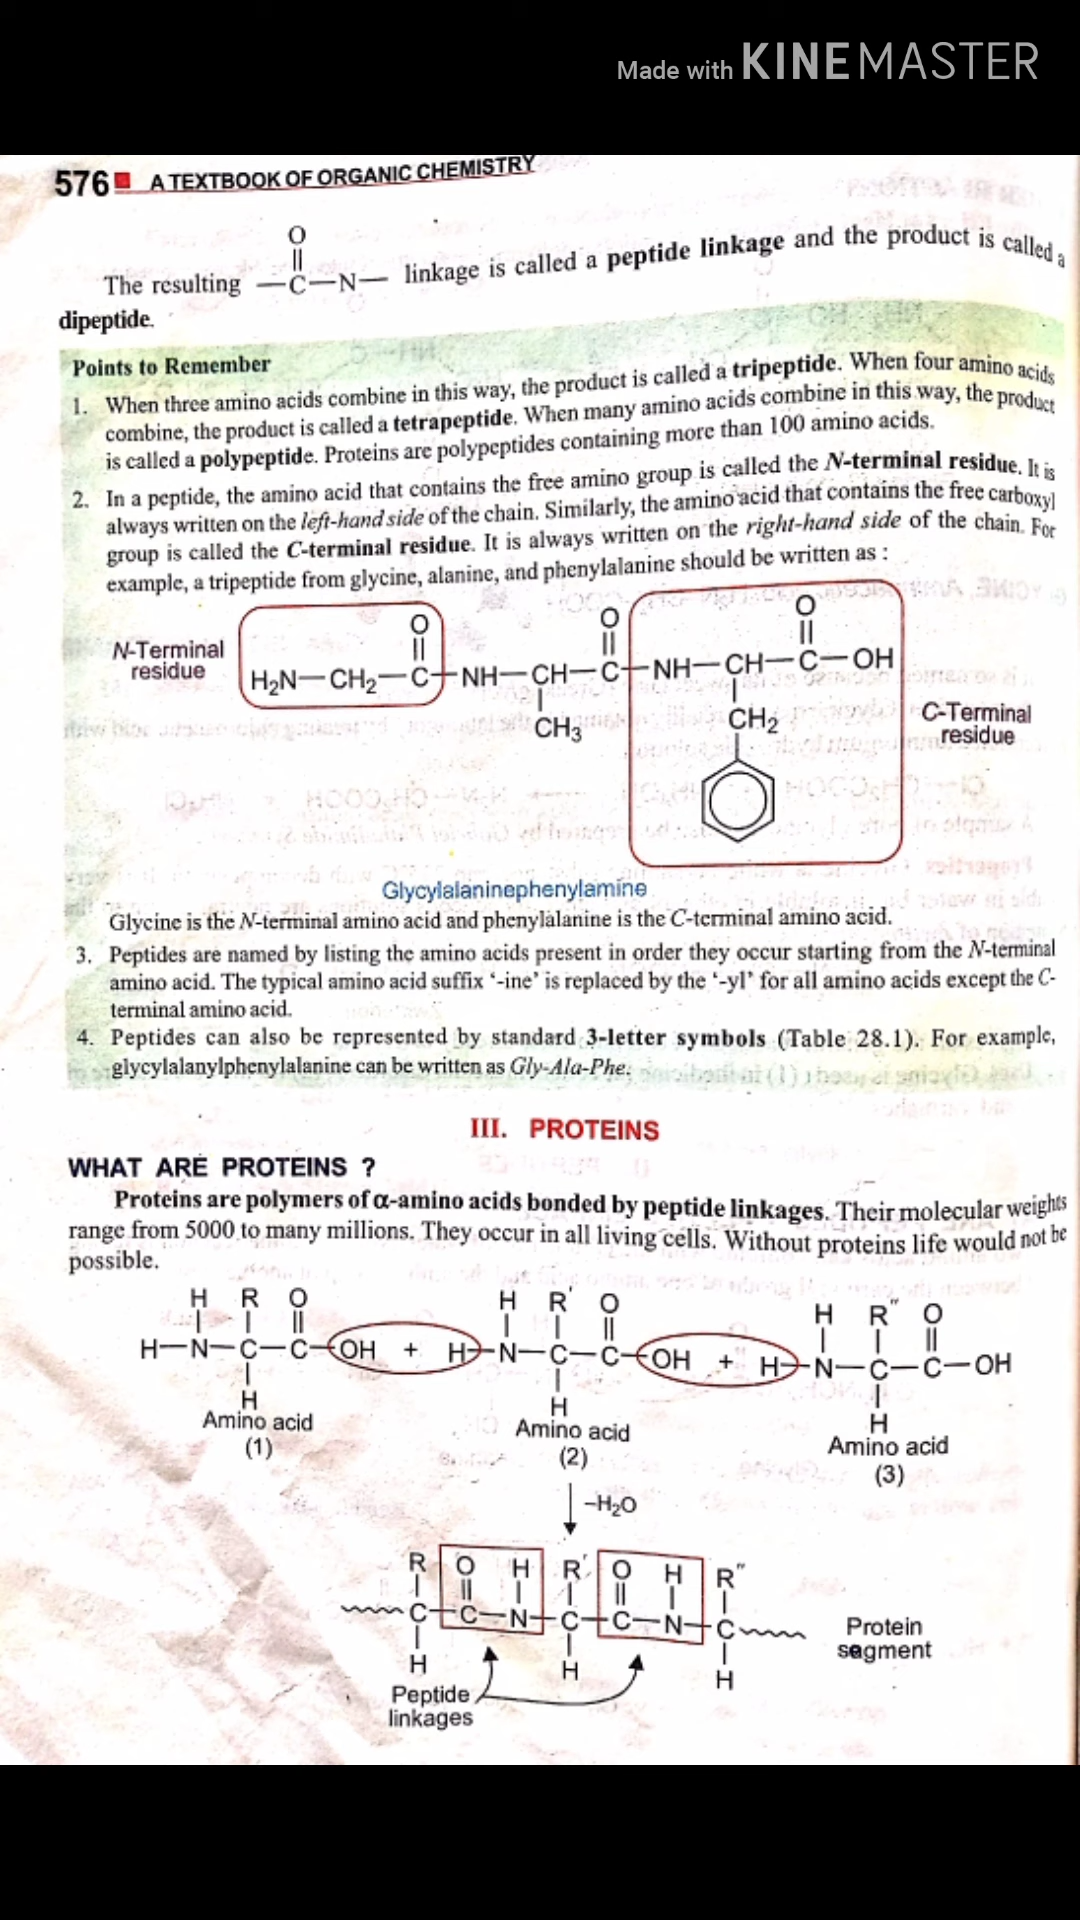 Made with KINEMASTER
576 A TEXTBOOK OF ORGANIC CHEMISTRY
O
||
The resulting —C—N— linkage is called a peptide linkage and the product is called a
dipeptide.
Points to Remember
1. When three amino acids combine in this way, the product is called a tripeptide. When four amino acids
combine, the product is called a tetrapeptide. When many amino acids combine in this way, the product
is called a polypeptide. Proteins are polypeptides containing more than 100 amino acids.
2. In a peptide, the amino acid that contains the free amino group is called the N-terminal residue. It is
always written on the left-hand side of the chain. Similarly, the amino acid that contains the free carboxyl
group is called the C-terminal residue. It is always written on the right-hand side of the chain. For
example, a tripeptide from glycine, alanine, and phenylalanine should be written as :
O O O
|| || ||
N-Terminal
residue
H₂N—CH₂—C—NH—CH—C—NH—CH—C—OH
CH₃ CH₂
C-Terminal
residue
Glycylalaninephenylamine
Glycine is the N-terminal amino acid and phenylalanine is the C-terminal amino acid.
3. Peptides are named by listing the amino acids present in order they occur starting from the N-terminal
amino acid. The typical amino acid suffix ‘-ine’ is replaced by the ‘-yl’ for all amino acids except the C-
terminal amino acid.
4. Peptides can also be represented by standard 3-letter symbols (Table 28.1). For example,
glycylalanylphenylalanine can be written as Gly-Ala-Phe.
III. PROTEINS
WHAT ARE PROTEINS ?
Proteins are polymers of α-amino acids bonded by peptide linkages. Their molecular weights
range from 5000 to many millions. They occur in all living cells. Without proteins life would not be
possible.
H R O H R' O H R" O
H—N—C—C—OH + H—N—C—C—OH + H—N—C—C—OH
H H H
Amino acid Amino acid Amino acid
(1) (2) (3)
–H₂O
R O H R' O H R"
C—C—N—C—C—N—C
H H H
Protein
segment
Peptide
linkages